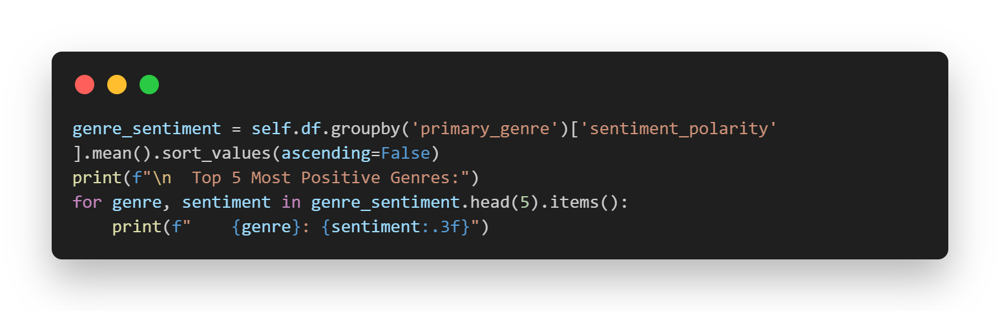 genre_sentiment = self.df.groupby('primary_genre')['sentiment_polarity'
].mean().sort_values(ascending=False)
print(f"\n  Top 5 Most Positive Genres:")
for genre, sentiment in genre_sentiment.head(5).items():
    print(f"    {genre}: {sentiment:.3f}")